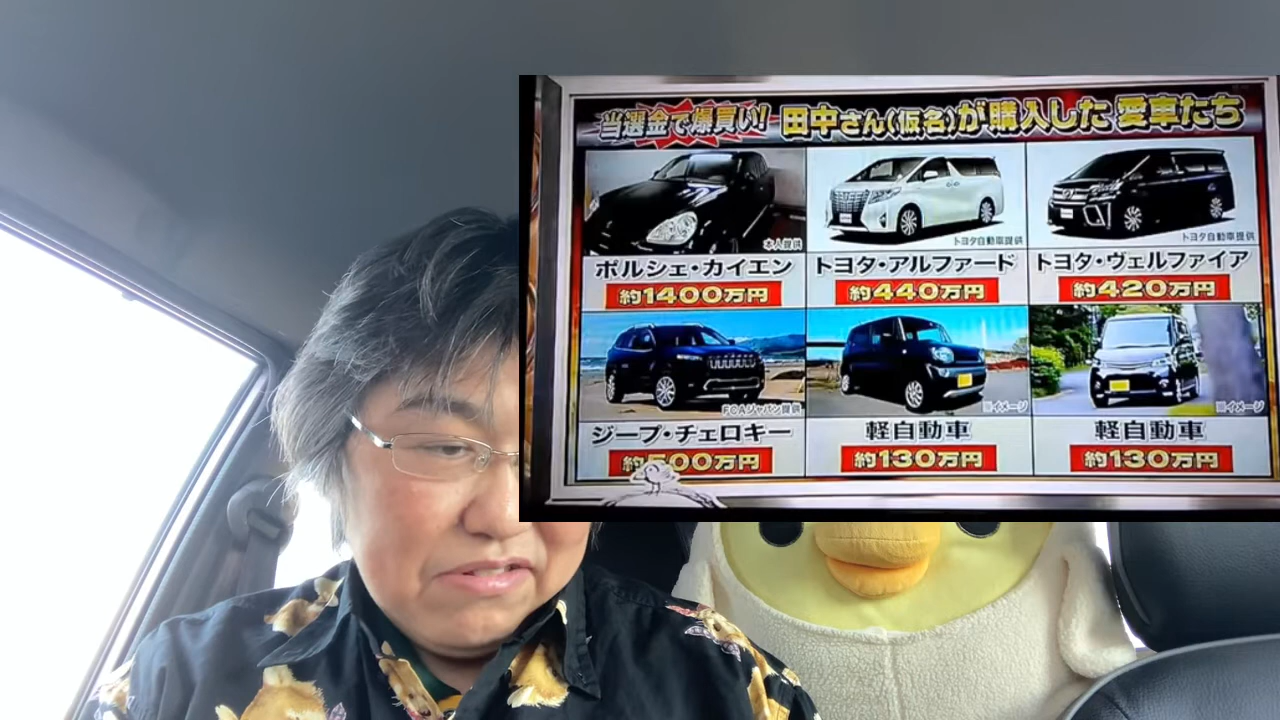 当選金で爆買い! 田中さん(仮名)が購入した 愛車たち
本人提供
トヨタ自動車提供
トヨタ自動車提供
ポルシェ・カイエン
トヨタ・アルファード
トヨタ・ヴェルファイア
約1400万円
約440万円
約420万円
FCAジャパン提供
※イメージ
※イメージ
ジープ・チェロキー
軽自動車
軽自動車
約500万円
約130万円
約130万円